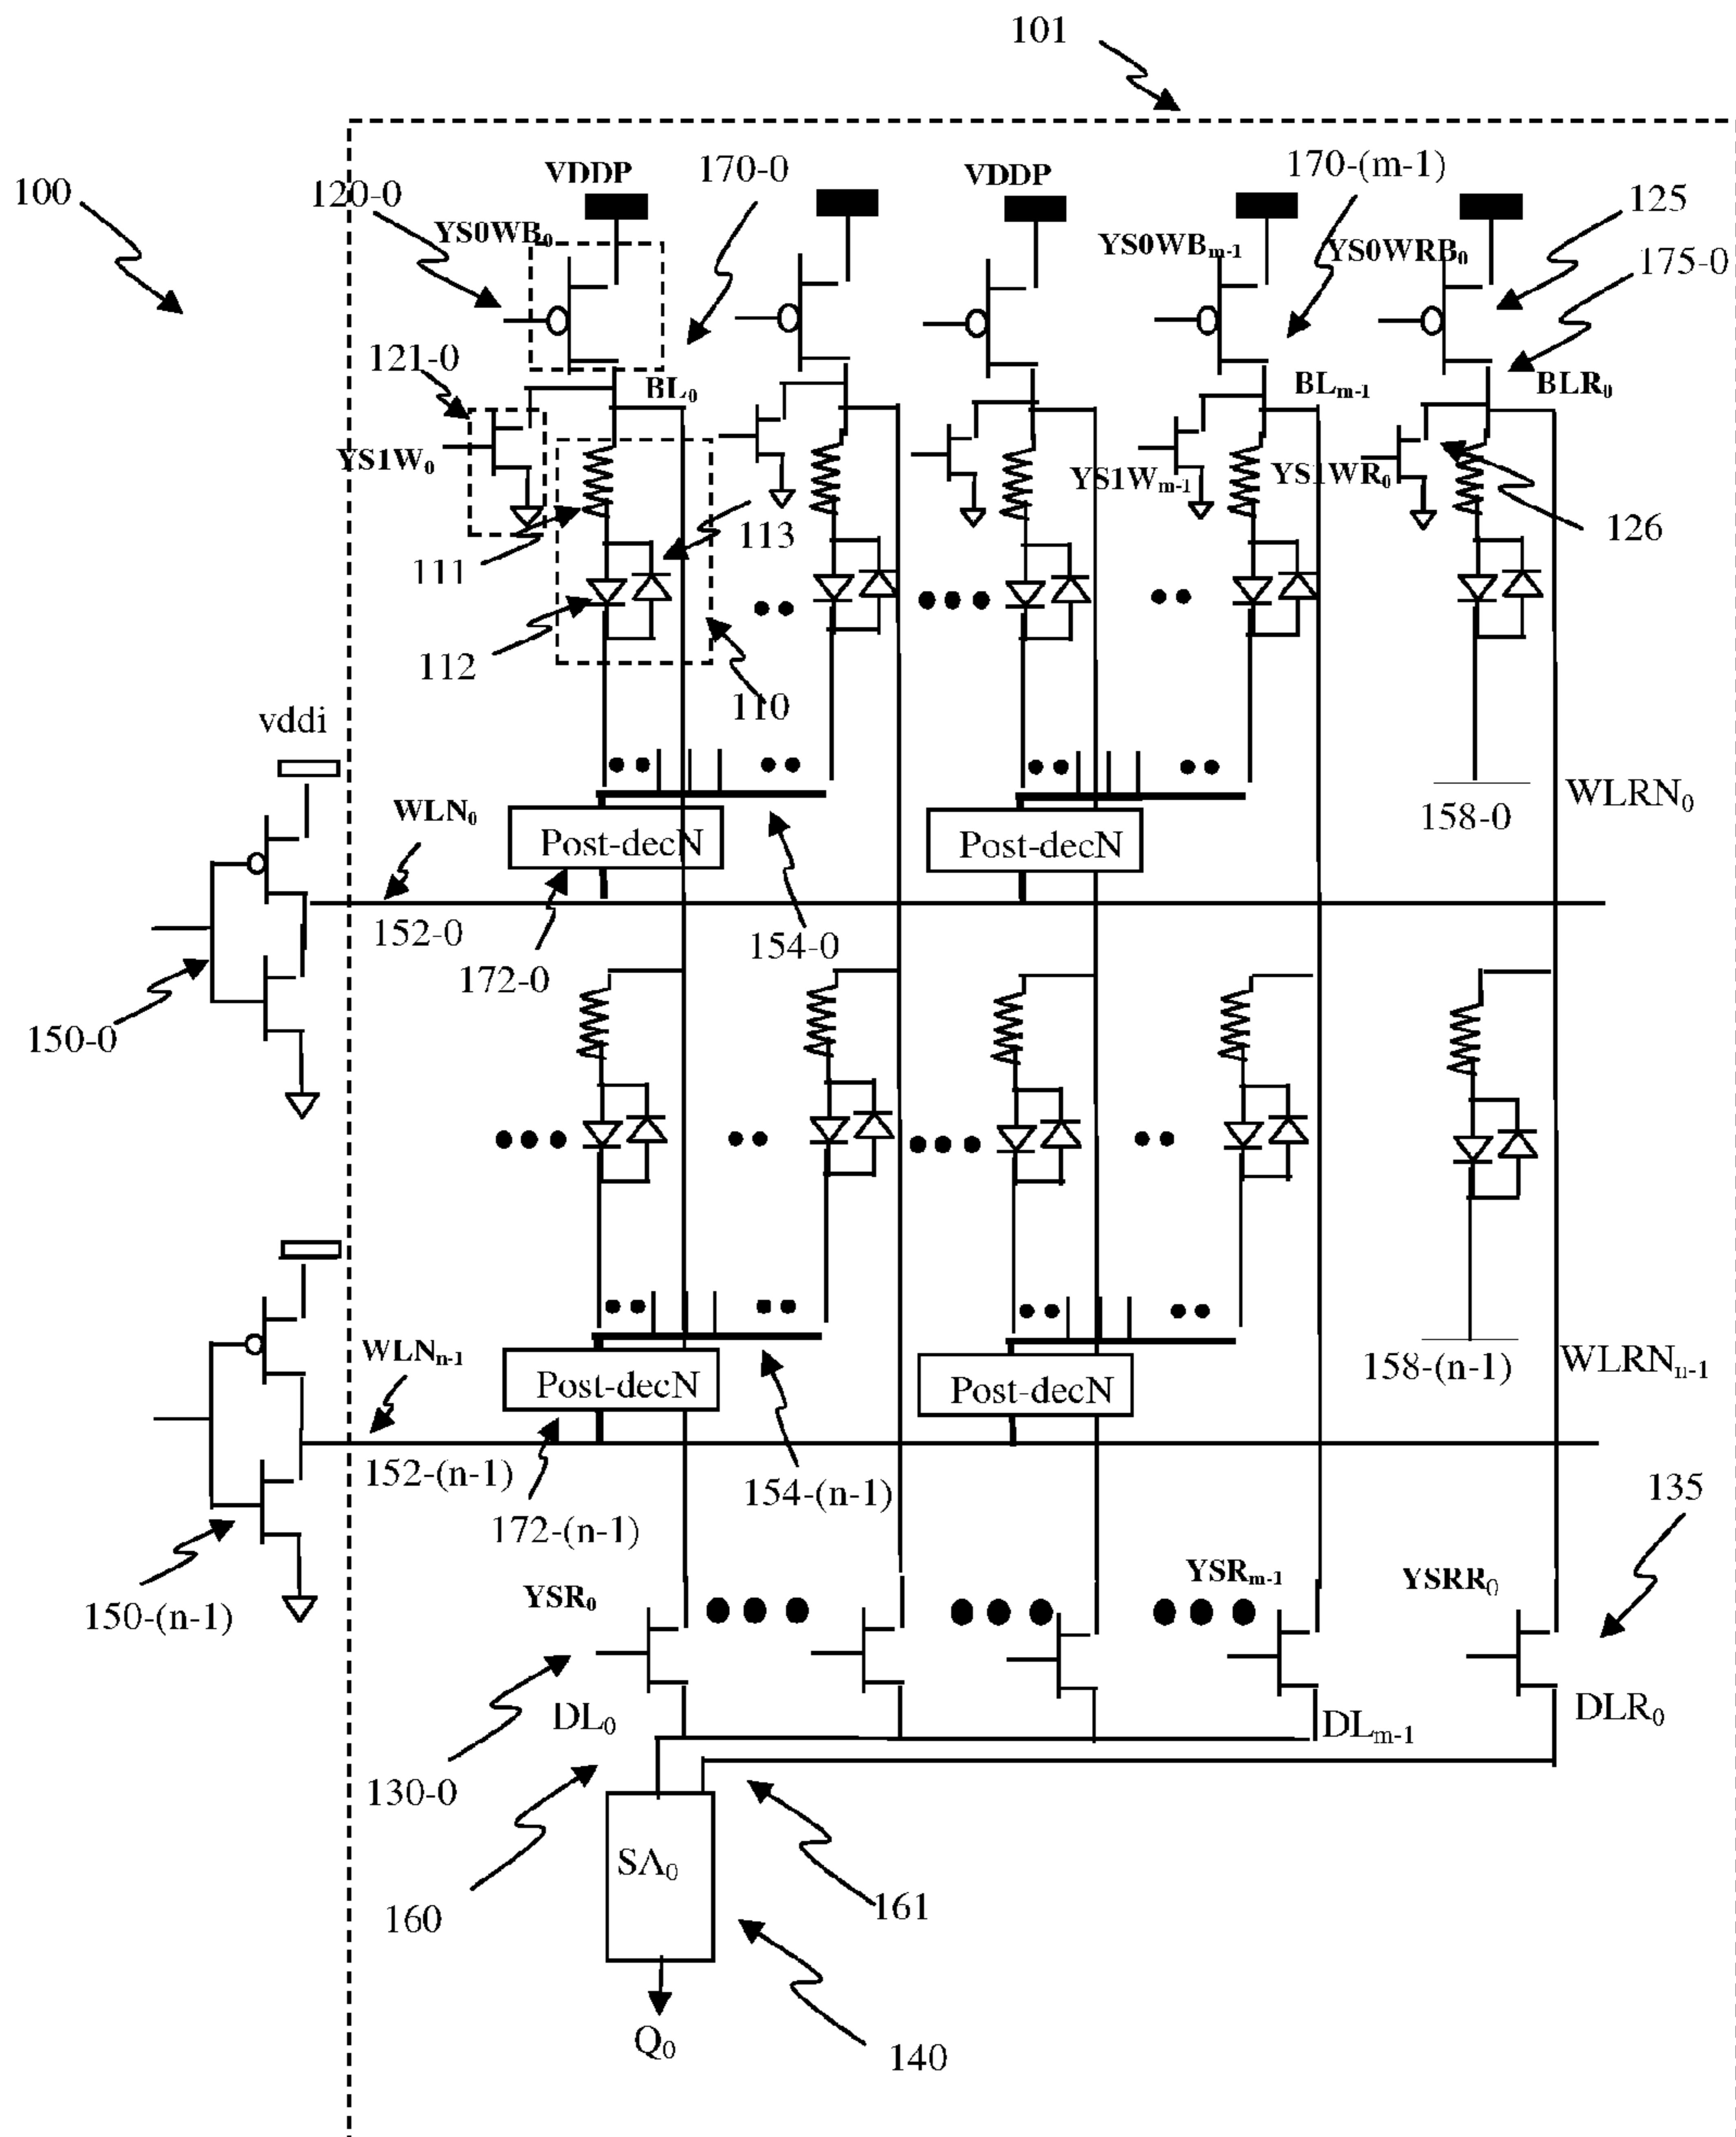 101
100
VDDP
170-0
VDDP
170-(m-1)
120-0
125
YS0WB0
YS0WBm-1
YS0WRB0
175-0
121-0
BL0
BLm-1
BLR0
YS1W0
YS1Wm-1
YS1WR0
126
111
113
112
110
vddi
WLN0
158-0
WLRN0
Post-decN
Post-decN
152-0
172-0
154-0
150-0
WLNn-1
158-(n-1)
WLRNn-1
Post-decN
Post-decN
152-(n-1)
154-(n-1)
135
172-(n-1)
150-(n-1)
YSR0
YSRm-1
YSRR0
DL0
DLm-1
DLR0
130-0
SA0
160
161
Q0
140